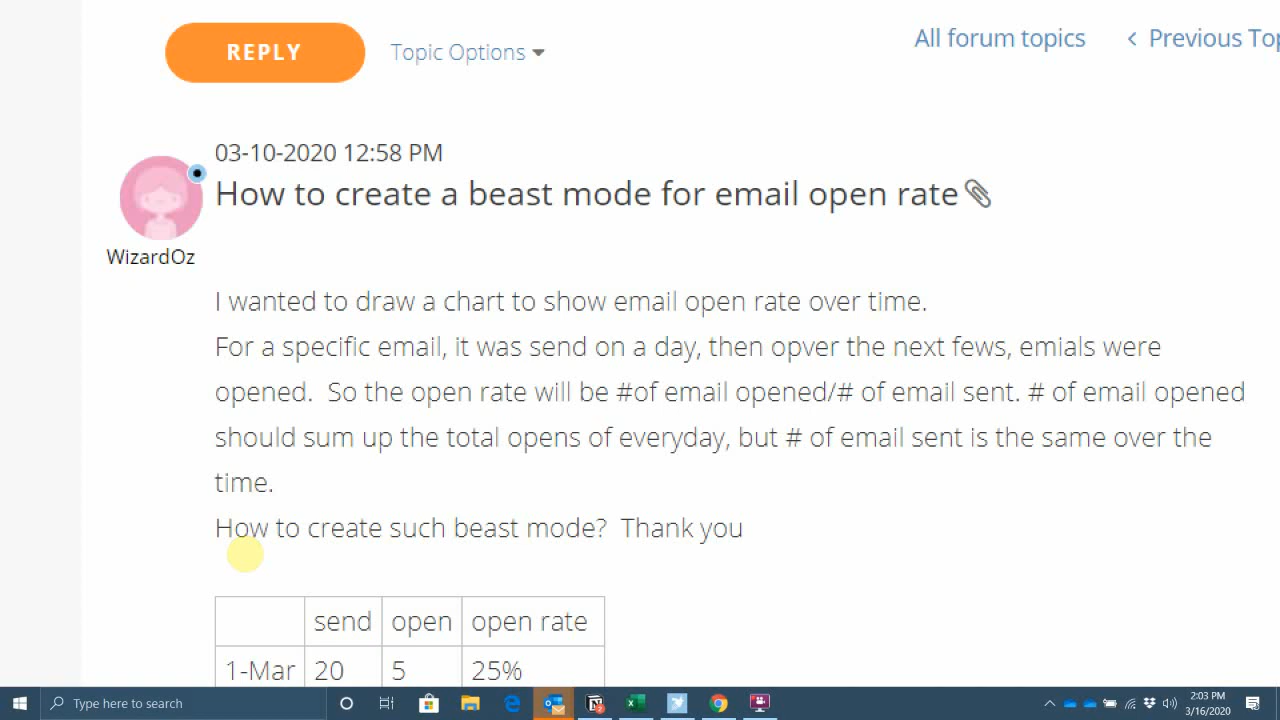 REPLY
Topic Options
All forum topics
Previous Top
03-10-2020 12:58 PM
How to create a beast mode for email open rate
WizardOz
I wanted to draw a chart to show email open rate over time.
For a specific email, it was send on a day, then opver the next fews, emials were
opened.  So the open rate will be #of email opened/# of email sent. # of email opened
should sum up the total opens of everyday, but # of email sent is the same over the
time.
How to create such beast mode?  Thank you
send open open rate
1-Mar 20 5 25%
Type here to search
2:03 PM
3/16/2020